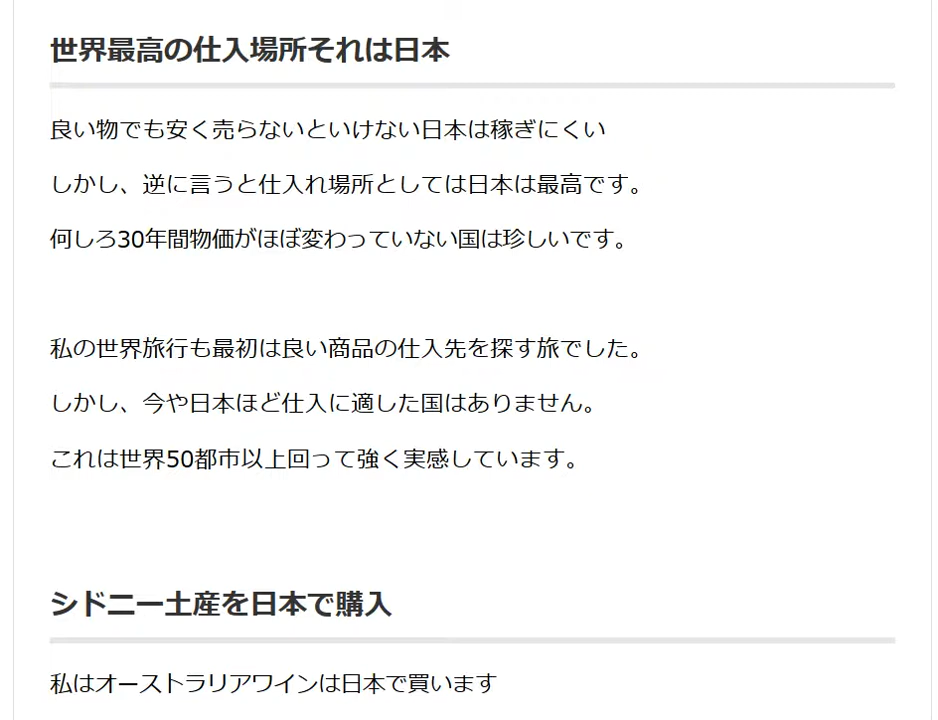 世界最高の仕入場所それは日本
良い物でも安く売らないといけない日本は稼ぎにくい
しかし、逆に言うと仕入れ場所としては日本は最高です。
何しろ30年間物価がほぼ変わっていない国は珍しいです。
私の世界旅行も最初は良い商品の仕入先を探す旅でした。
しかし、今や日本ほど仕入に適した国はありません。
これは世界50都市以上回って強く実感しています。
シドニー土産を日本で購入
私はオーストラリアワインは日本で買います